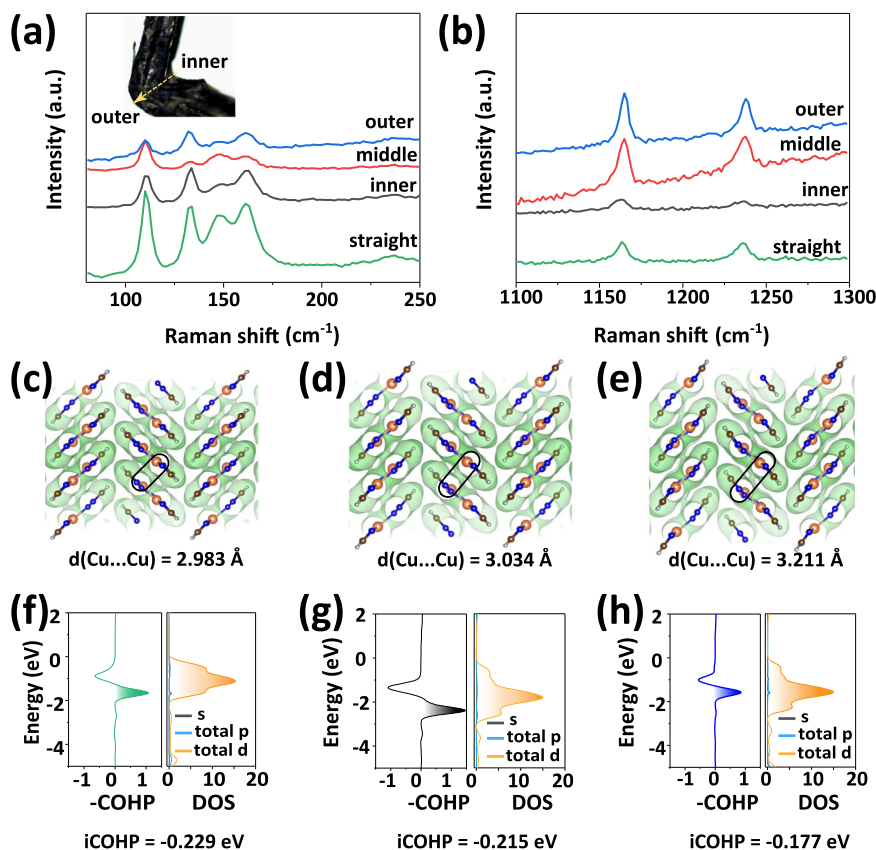 (a)
inner
outer
outer
middle
inner
straight
Intensity (a.u.)
100 150 200 250
Raman shift (cm⁻¹)
(b)
outer
middle
inner
straight
Intensity (a.u.)
1100 1150 1200 1250 1300
Raman shift (cm⁻¹)
(c)
d(Cu...Cu) = 2.983 Å
(d)
d(Cu...Cu) = 3.034 Å
(e)
d(Cu...Cu) = 3.211 Å
(f)
Energy (eV)
2
0
-2
-4
s
total p
total d
-1 0 1 0 10 20
-COHP DOS
iCOHP = -0.229 eV
(g)
Energy (eV)
2
0
-2
-4
s
total p
total d
-1 0 1 0 5 10 15 20
-COHP DOS
iCOHP = -0.215 eV
(h)
Energy (eV)
2
0
-2
-4
s
total p
total d
-1 0 1 0 5 10 15 20
-COHP DOS
iCOHP = -0.177 eV